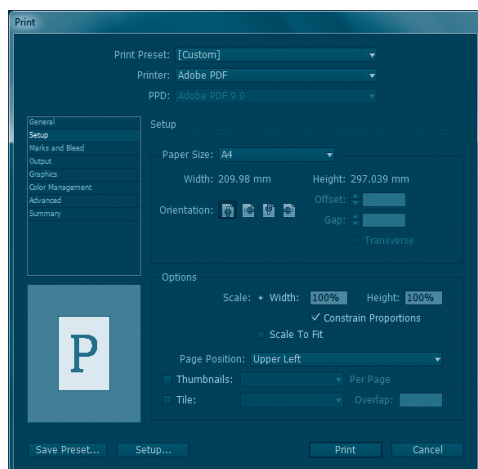 Print
Print Preset: [Custom]
Printer: Adobe PDF
PPD: Adobe PDF 9.0
General
Setup
Marks and Bleed
Output
Graphics
Color Management
Advanced
Summary
Setup
Paper Size: A4
Width: 209.98 mm Height: 297.039 mm
Orientation: Offset:
Gap:
Transverse
Options
Scale: Width: 100% Height: 100%
Constrain Proportions
Scale To Fit
Page Position: Upper Left
Thumbnails: Per Page
Tile: Overlap:
P
Save Preset... Setup... Print Cancel